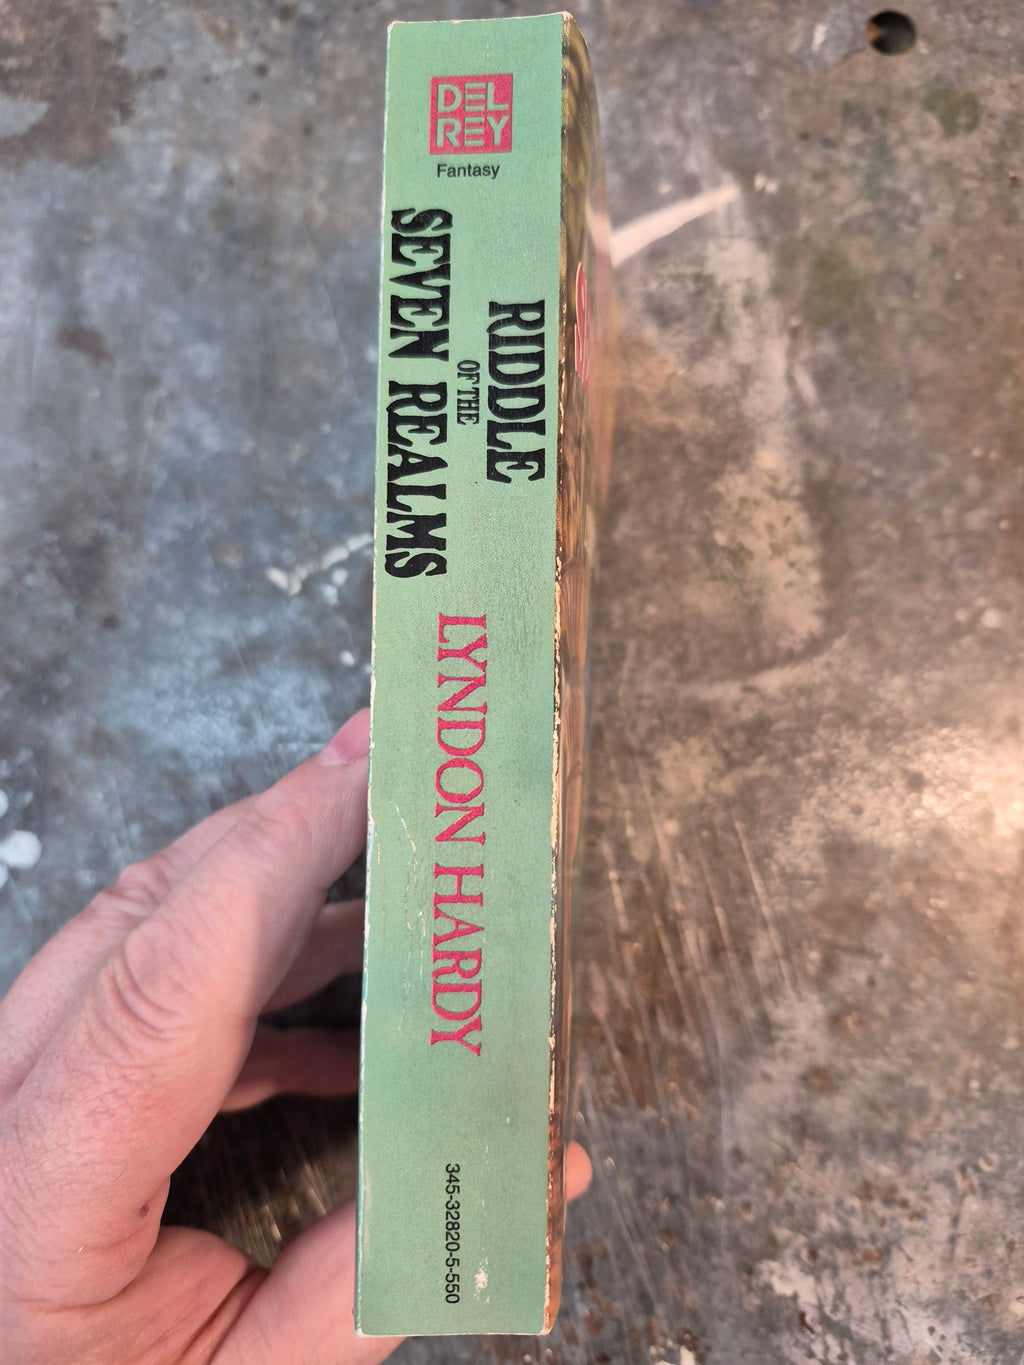 DEL
REY
Fantasy
RIDDLE
OF THE
SEVEN REALMS
LYNDON HARDY
345-32820-5-550